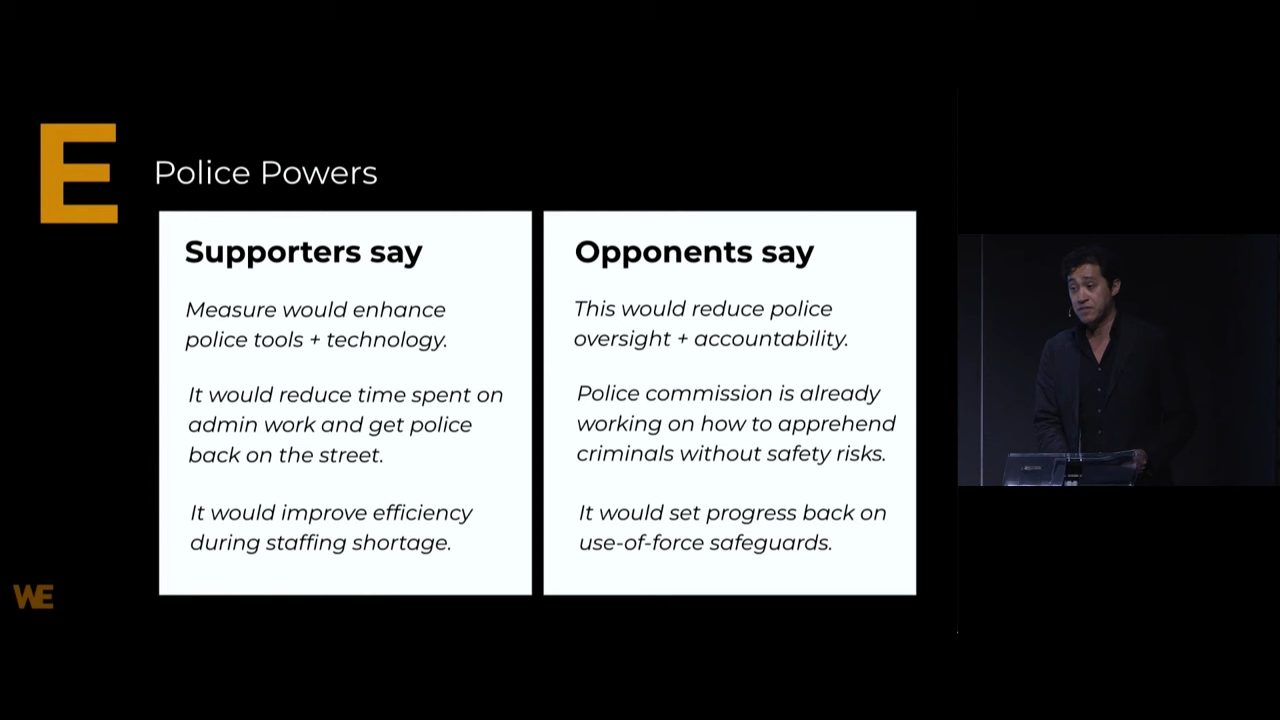 E
Police Powers
Supporters say
Measure would enhance
police tools + technology.
It would reduce time spent on
admin work and get police
back on the street.
It would improve efficiency
during staffing shortage.
Opponents say
This would reduce police
oversight + accountability.
Police commission is already
working on how to apprehend
criminals without safety risks.
It would set progress back on
use-of-force safeguards.
WE